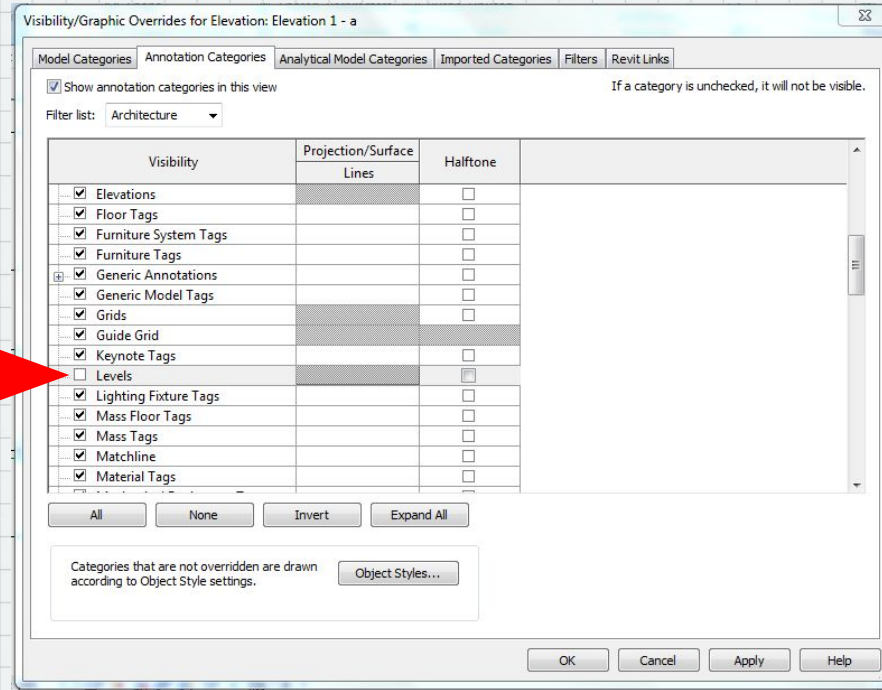 Visibility/Graphic Overrides for Elevation: Elevation 1 - a
Model Categories Annotation Categories Analytical Model Categories Imported Categories Filters Revit Links
Show annotation categories in this view
If a category is unchecked, it will not be visible.
Filter list: Architecture
Visibility
Projection/Surface
Lines
Halftone
Elevations
Floor Tags
Furniture System Tags
Furniture Tags
Generic Annotations
Generic Model Tags
Grids
Guide Grid
Keynote Tags
Levels
Lighting Fixture Tags
Mass Floor Tags
Mass Tags
Matchline
Material Tags
All None Invert Expand All
Categories that are not overridden are drawn
according to Object Style settings.
Object Styles...
OK Cancel Apply Help